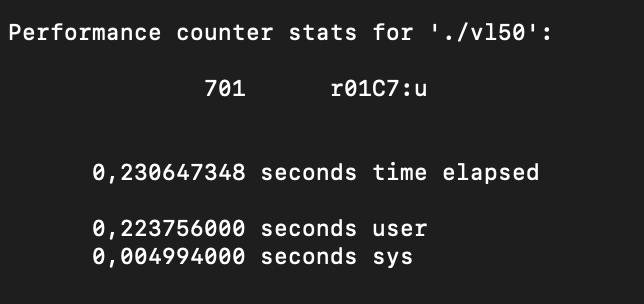 Performance counter stats for './vl50':
701 r01C7:u
0,230647348 seconds time elapsed
0,223756000 seconds user
0,004994000 seconds sys